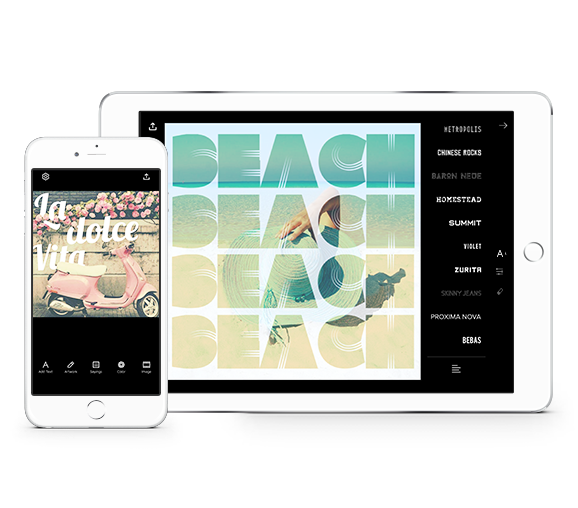 La
dolce
Vita
Add Text
Artwork
Sayings
Color
Image
BEACH
BEACH
BEACH
BEACH
METROPOLIS
CHINESE ROCKS
BARON NEUE
HOMESTEAD
SUMMIT
VIOLET
ZURITA
SKINNY JEANS
PROXIMA NOVA
BEBAS
A